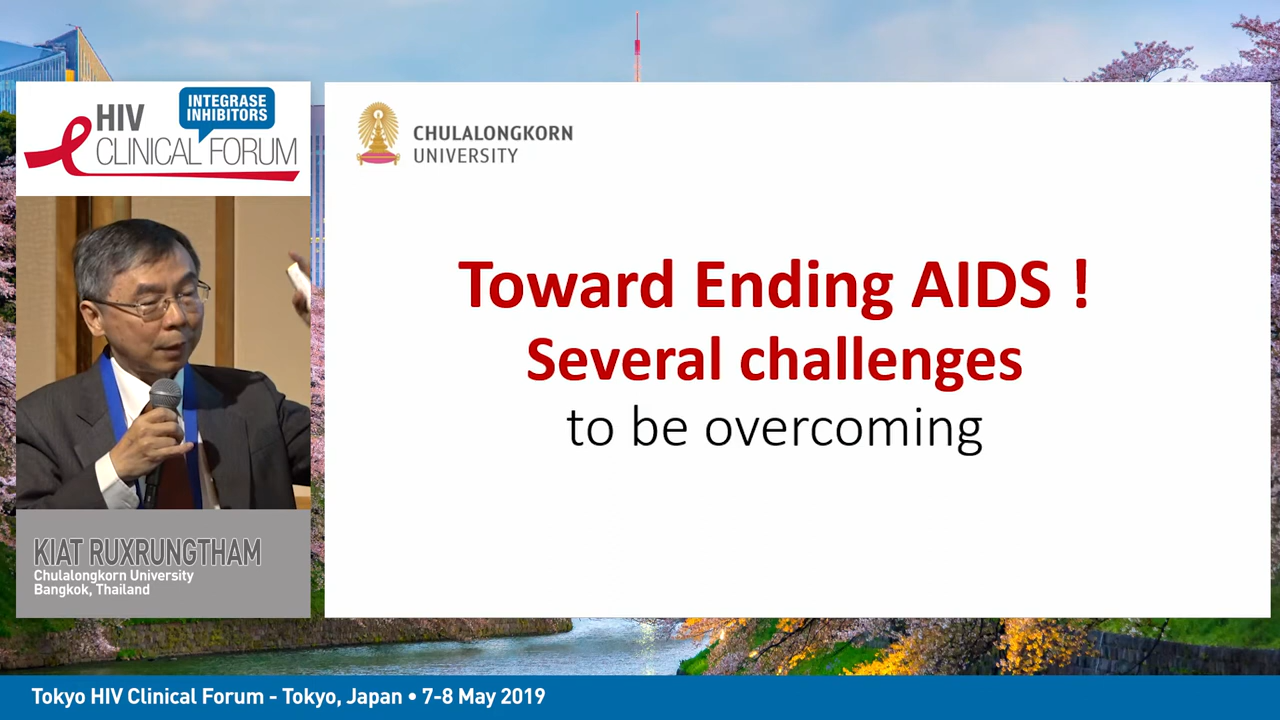 HIV
INTEGRASE
INHIBITORS
CLINICAL FORUM
CHULALONGKORN
UNIVERSITY
Toward Ending AIDS !
Several challenges
to be overcoming
KIAT RUXRUNGTHAM
Chulalongkorn University
Bangkok, Thailand
Tokyo HIV Clinical Forum - Tokyo, Japan • 7-8 May 2019